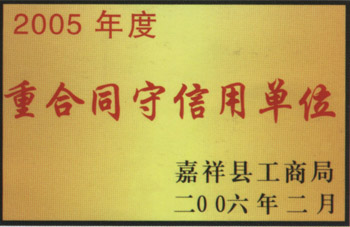 2005 年度
重合同守信用单位
嘉祥县工商局
二00六年二月